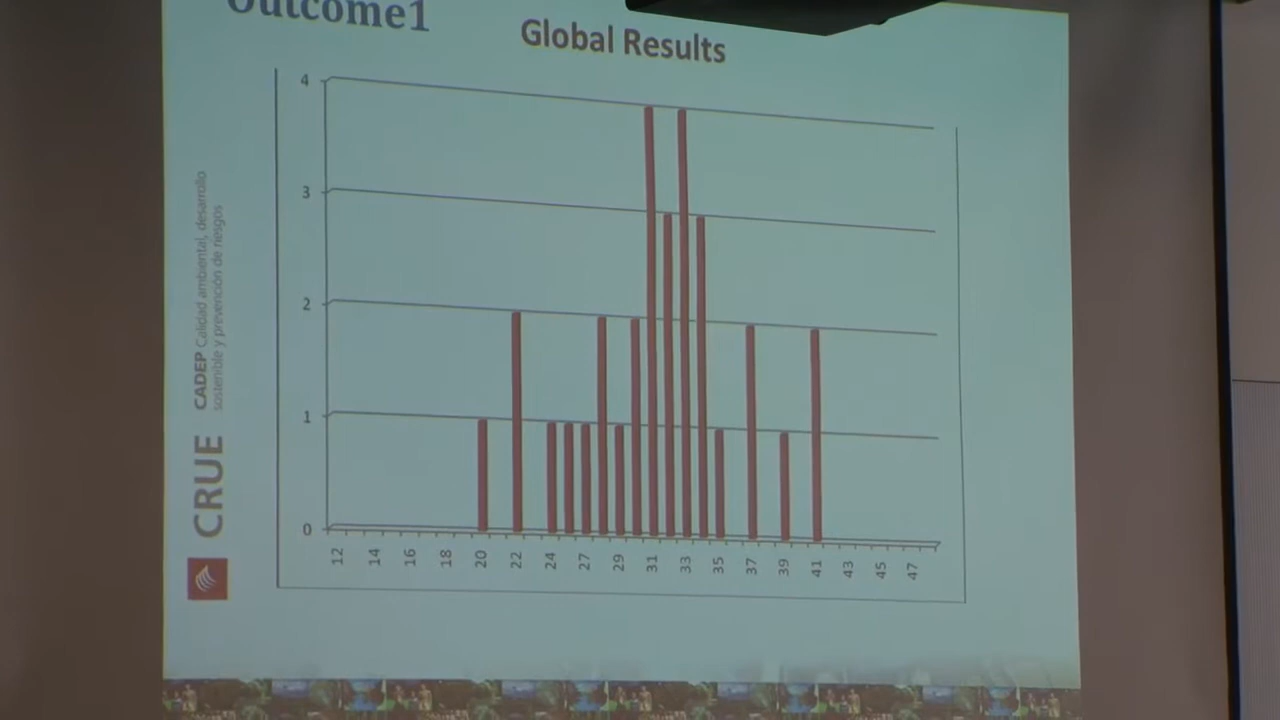 Outcome1
Global Results
4
3
2
1
0
12 14 16 18 20 22 24 27 29 31 33 35 37 39 41 43 45 47
CRUE CADEP Calidad ambiental, desarrollo
sostenible y prevención de riesgos